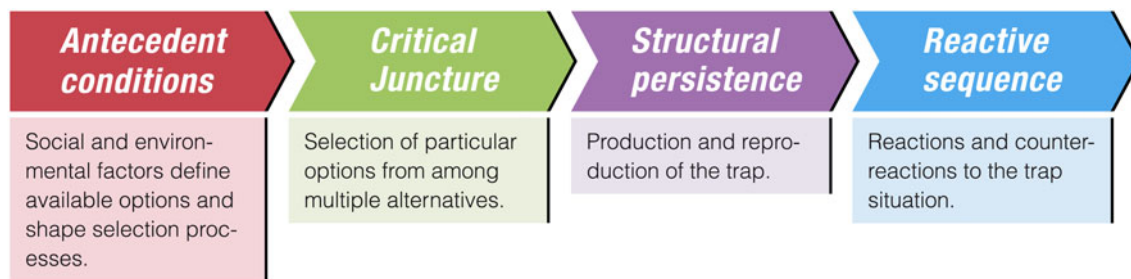 Antecedent
conditions
Social and environ-
mental factors define
available options and
shape selection proc-
esses.
Critical
Juncture
Selection of particular
options from among
multiple alternatives.
Structural
persistence
Production and repro-
duction of the trap.
Reactive
sequence
Reactions and counter-
reactions to the trap
situation.